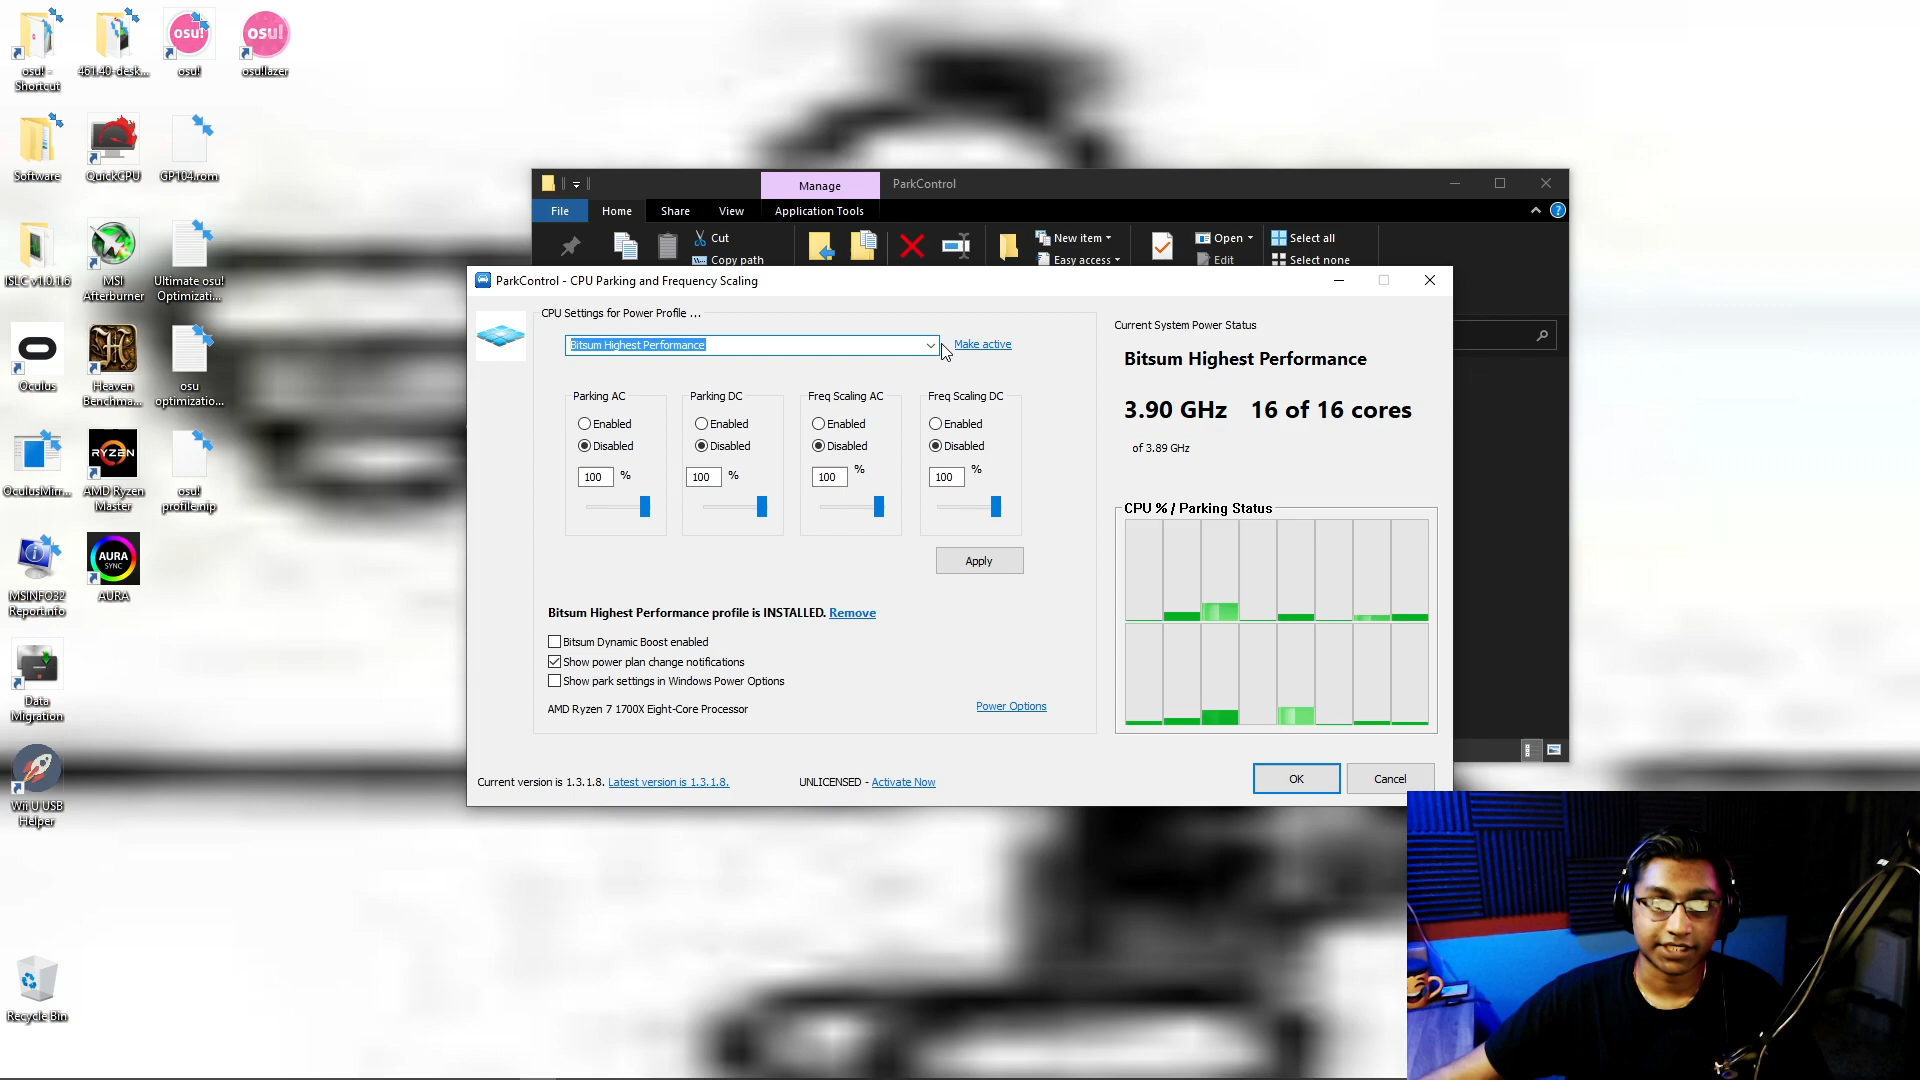 osu! -
Shortcut
461.40-desk...
osu!
osu!
osu!
osu!lazer
Software
QuickCPU
GP104.rom
ISLC v1.0.1.6
MSI
Afterburner
Ultimate osu!
Optimizati...
Oculus
Heaven
Benchma...
osu
optimizatio...
OculusMirr...
RYZEN
AMD Ryzen
Master
osu!
profile.nip
MSINFO32
Report.nfo
AURA
SYNC
AURA
Data
Migration
Wii U USB
Helper
Recycle Bin
Manage
ParkControl
File
Home
Share
View
Application Tools
Cut
Copy path
New item
Easy access
Open
Edit
Select all
Select none
ParkControl - CPU Parking and Frequency Scaling
CPU Settings for Power Profile ...
Bitsum Highest Performance
Make active
Parking AC
Enabled
Disabled
100 %
Parking DC
Enabled
Disabled
100 %
Freq Scaling AC
Enabled
Disabled
100 %
Freq Scaling DC
Enabled
Disabled
100 %
Apply
Bitsum Highest Performance profile is INSTALLED. Remove
Bitsum Dynamic Boost enabled
Show power plan change notifications
Show park settings in Windows Power Options
AMD Ryzen 7 1700X Eight-Core Processor
Power Options
Current version is 1.3.1.8. Latest version is 1.3.1.8.
UNLICENSED - Activate Now
Current System Power Status
Bitsum Highest Performance
3.90 GHz 16 of 16 cores
of 3.89 GHz
CPU % / Parking Status
OK
Cancel